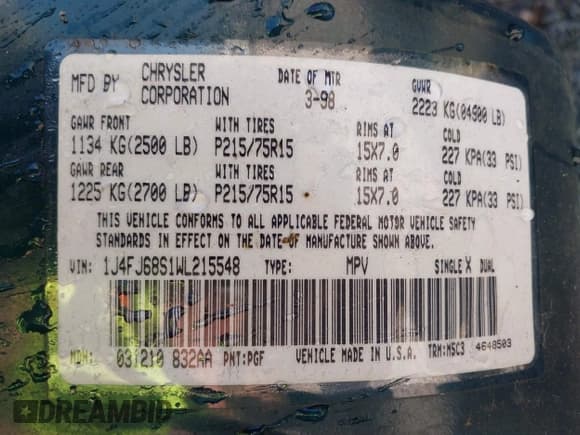 MFD BY CHRYSLER CORPORATION DATE OF MTR 3-98 GVWR 2223 KG(04900 LB)
GAWR FRONT WITH TIRES RIMS AT COLD
1134 KG(2500 LB) P215/75R15 15X7.0 227 KPA(33 PSI)
GAWR REAR WITH TIRES RIMS AT COLD
1225 KG(2700 LB) P215/75R15 15X7.0 227 KPA(33 PSI)
THIS VEHICLE CONFORMS TO ALL APPLICABLE FEDERAL MOTOR VEHICLE SAFETY
STANDARDS IN EFFECT ON THE DATE OF MANUFACTURE SHOWN ABOVE.
VIN: 1J4FJ68S1WL215548 TYPE: MPV SINGLE X DUAL
MDH: 031210 832AA PNT:PGF VEHICLE MADE IN U.S.A. TRM:M5C3 4648503
DREAMBID